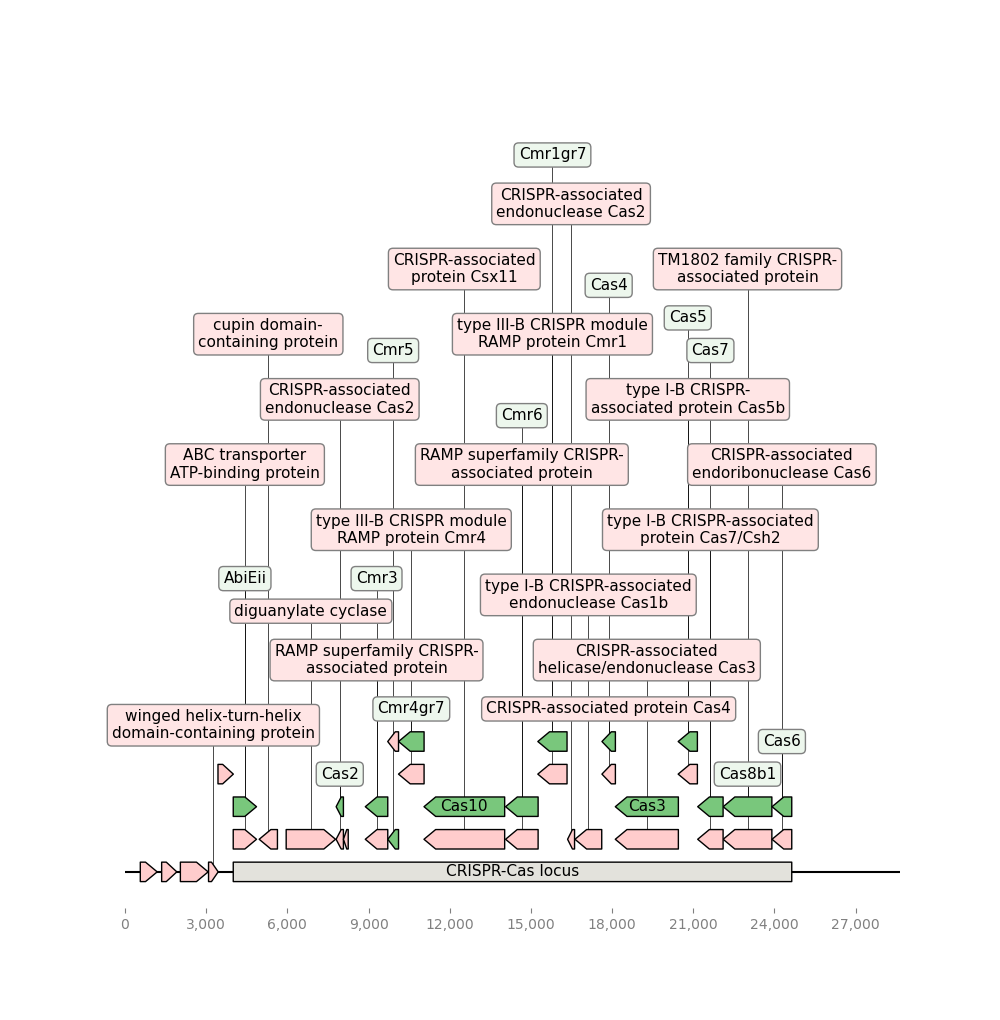 Cmr1gr7
CRISPR-associated
endonuclease Cas2
CRISPR-associated
protein Csx11
TM1802 family CRISPR-
associated protein
Cas4
Cas5
cupin domain-
containing protein
type III-B CRISPR module
RAMP protein Cmr1
Cmr5
Cas7
CRISPR-associated
endonuclease Cas2
type I-B CRISPR-
associated protein Cas5b
Cmr6
ABC transporter
ATP-binding protein
RAMP superfamily CRISPR-
associated protein
CRISPR-associated
endoribonuclease Cas6
type III-B CRISPR module
RAMP protein Cmr4
type I-B CRISPR-associated
protein Cas7/Csh2
AbiEii
Cmr3
type I-B CRISPR-associated
endonuclease Cas1b
diguanylate cyclase
RAMP superfamily CRISPR-
associated protein
CRISPR-associated
helicase/endonuclease Cas3
Cmr4gr7
CRISPR-associated protein Cas4
winged helix-turn-helix
domain-containing protein
Cas6
Cas2
Cas8b1
Cas10
Cas3
CRISPR-Cas locus
0
3,000
6,000
9,000
12,000
15,000
18,000
21,000
24,000
27,000